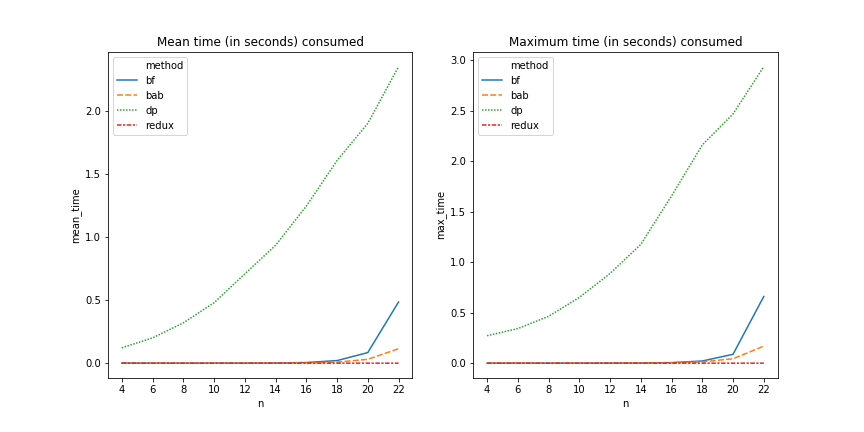 Mean time (in seconds) consumed
method
bf
bab
dp
redux
mean_time
2.0
1.5
1.0
0.5
0.0
4 6 8 10 12 14 16 18 20 22
n
Maximum time (in seconds) consumed
method
bf
bab
dp
redux
max_time
3.0
2.5
2.0
1.5
1.0
0.5
0.0
4 6 8 10 12 14 16 18 20 22
n